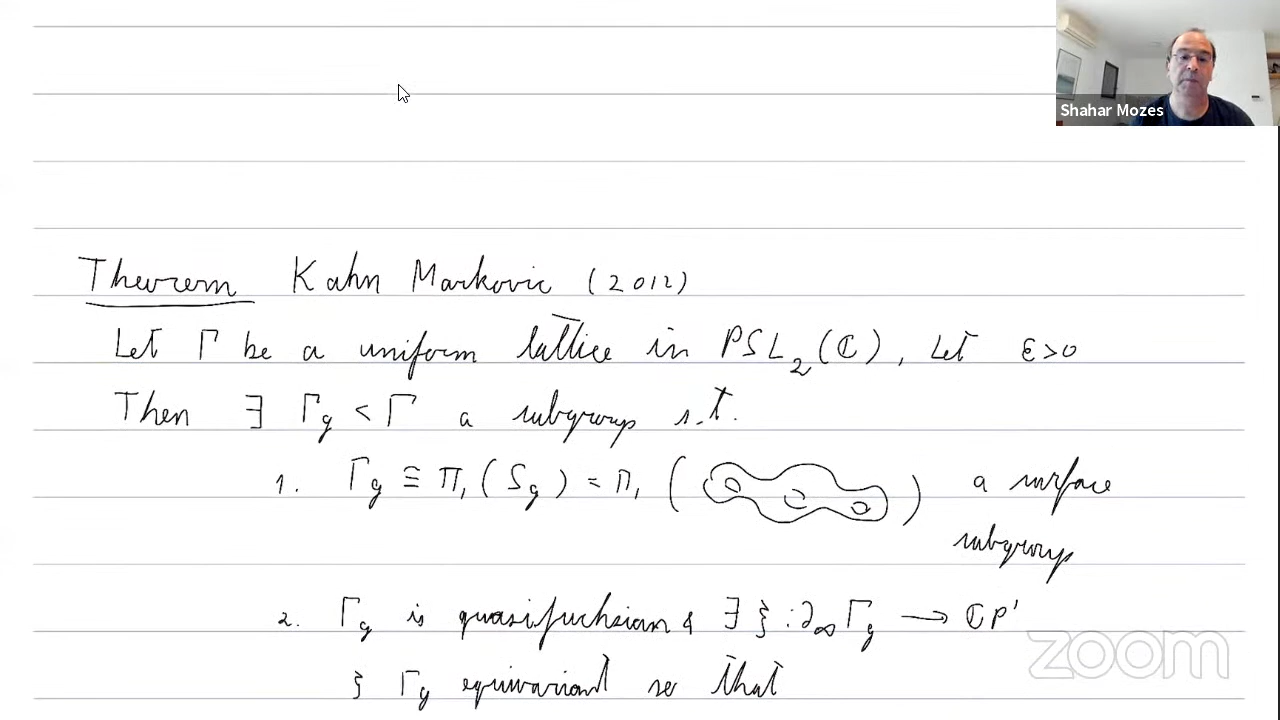 Shahar Mozes
Theorem Kahn Markovic (2012)
Let Γ be a uniform lattice in PSL₂(ℂ), Let ε>0
Then ∃ Γg < Γ a subgroup s.t.
1. Γg ≅ π₁(Sg) = π₁( ) a surface
subgroup
2. Γg is quasifuchsian & ∃ ξ : ∂∞Γg → ℂP¹
ξ Γg equivariant so that
zoom